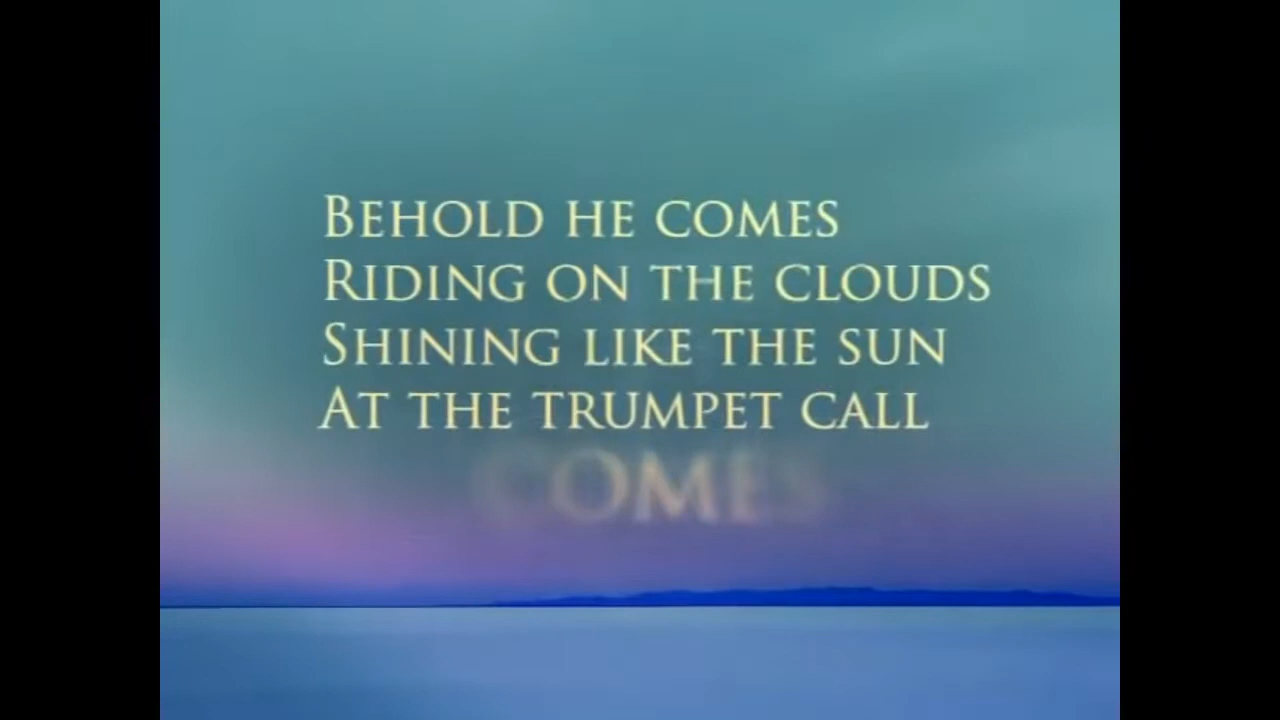 BEHOLD HE COMES
RIDING ON THE CLOUDS
SHINING LIKE THE SUN
AT THE TRUMPET CALL
COMES